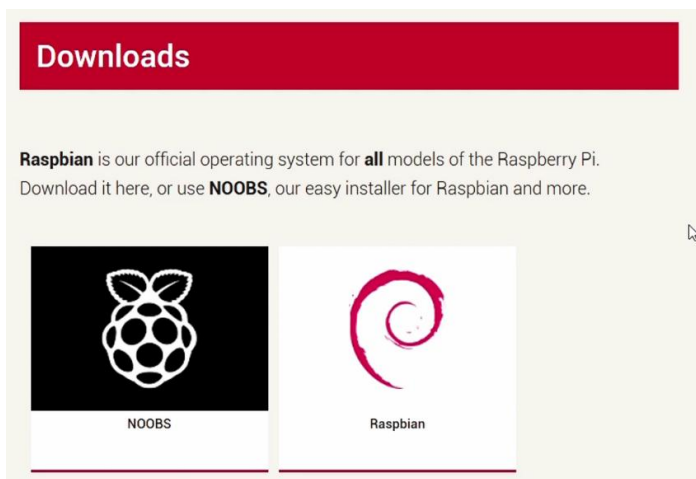 Downloads
Raspbian is our official operating system for all models of the Raspberry Pi.
Download it here, or use NOOBS, our easy installer for Raspbian and more.
NOOBS
Raspbian